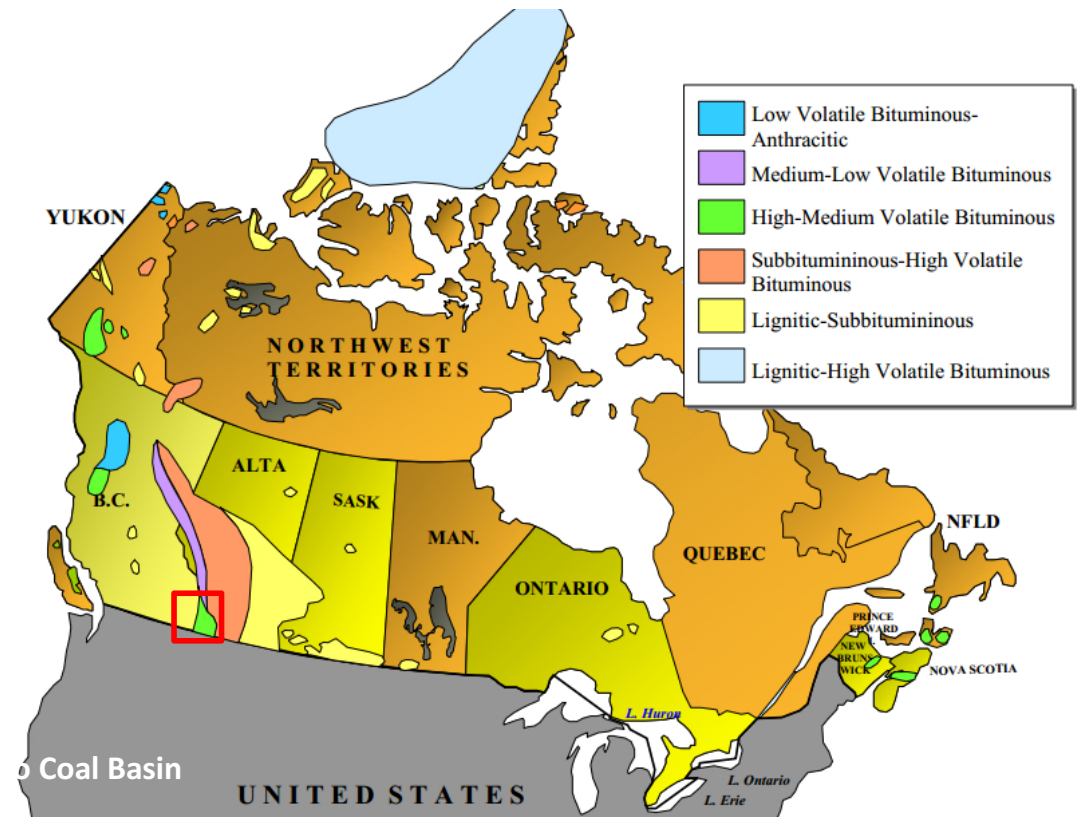 Low Volatile Bituminous-
Anthracitic
Medium-Low Volatile Bituminous
High-Medium Volatile Bituminous
Subbitumininous-High Volatile
Bituminous
Lignitic-Subbitumininous
Lignitic-High Volatile Bituminous
YUKON
NORTHWEST
TERRITORIES
ALTA
SASK
B.C.
MAN.
NFLD
QUEBEC
ONTARIO
PRINCE
EDWARD
NEW
BRUNS
WICK
NOVA SCOTIA
L. Huron
o Coal Basin
L. Ontario
UNITED STATES
L. Erie